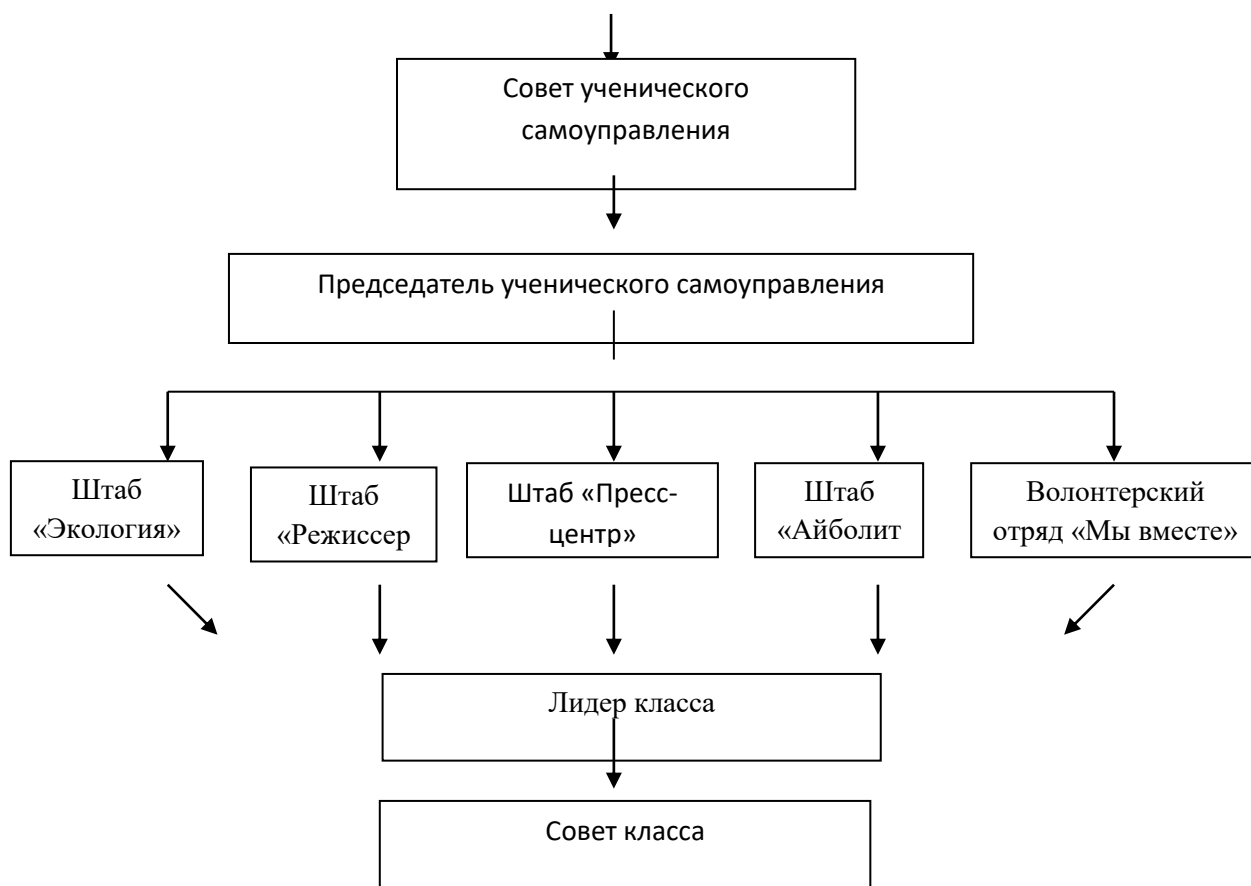 Совет ученического
самоуправления
Председатель ученического самоуправления
Штаб
«Экология»
Штаб
«Режиссер
Штаб «Пресс-
центр»
Штаб
«Айболит
Волонтерский
отряд «Мы вместе»
Лидер класса
Совет класса